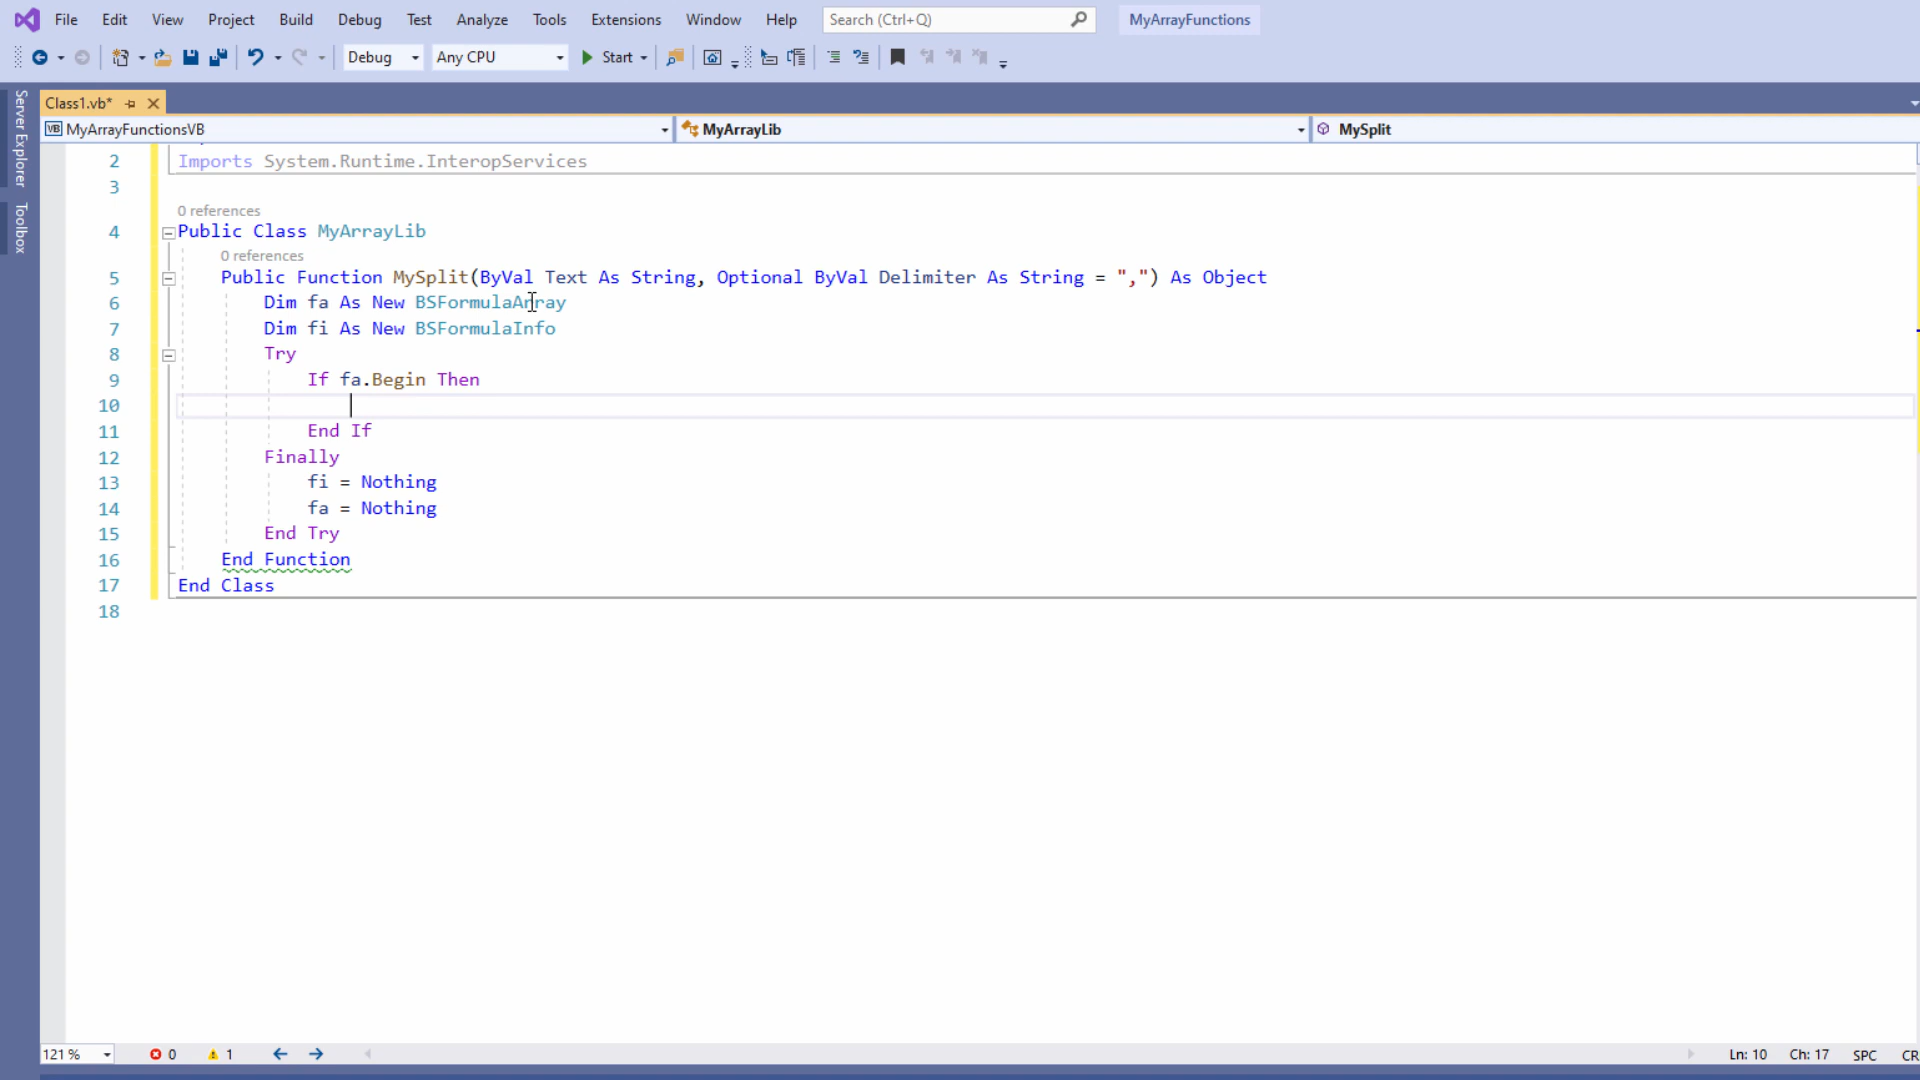 File Edit View Project Build Debug Test Analyze Tools Extensions Window Help Search (Ctrl+Q) MyArrayFunctions
Debug Any CPU Start
Server Explorer
Toolbox
Class1.vb*
VB MyArrayFunctionsVB MyArrayLib MySplit
2 Imports System.Runtime.InteropServices
3
0 references
4 Public Class MyArrayLib
0 references
5 Public Function MySplit(ByVal Text As String, Optional ByVal Delimiter As String = ",") As Object
6 Dim fa As New BSFormulaArray
7 Dim fi As New BSFormulaInfo
8 Try
9 If fa.Begin Then
10
11 End If
12 Finally
13 fi = Nothing
14 fa = Nothing
15 End Try
16 End Function
17 End Class
18
121 % 0 1 Ln: 10 Ch: 17 SPC CR